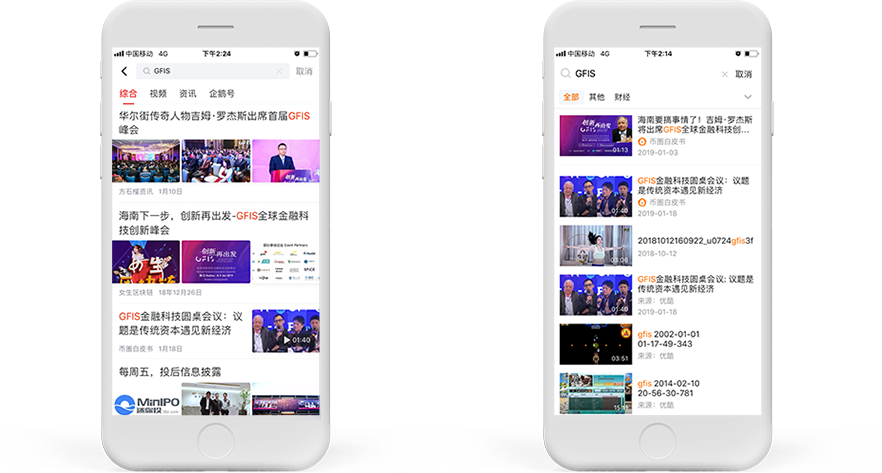 中国移动 4G 下午2:24
GFIS 取消
综合 视频 资讯 企鹅号
华尔街传奇人物吉姆·罗杰斯出席首届GFIS
峰会
方石榴资讯 1月10日
海南下一步,创新再出发-GFIS全球金融科
技创新峰会
创新
再出发
GFIS
女生区块链 18年12月26日
GFIS金融科技圆桌会议:议
题是传统资本遇见新经济
01:40
币圈白皮书 1月18日
每周五,投后信息披露
MiniIPO
中国移动 4G 下午2:14
GFIS 取消
全部 其他 财经
创新再出发
GFIS
01:13
海南要搞事情了!吉姆·罗杰斯
将出席GFIS全球金融科技创...
币圈白皮书
2019-01-03
01:40
GFIS金融科技圆桌会议:议题
是传统资本遇见新经济
币圈白皮书
2019-01-18
03:06
20181012160922_u0724gfis3f
2018-10-12
01:40
GFIS金融科技圆桌会议:议题是
传统资本遇见新经济
来源:优酷
2019-01-18
03:51
gfis 2002-01-01
01-17-49-343
来源:优酷
gfis 2014-02-10
20-56-30-781
来源:优酷